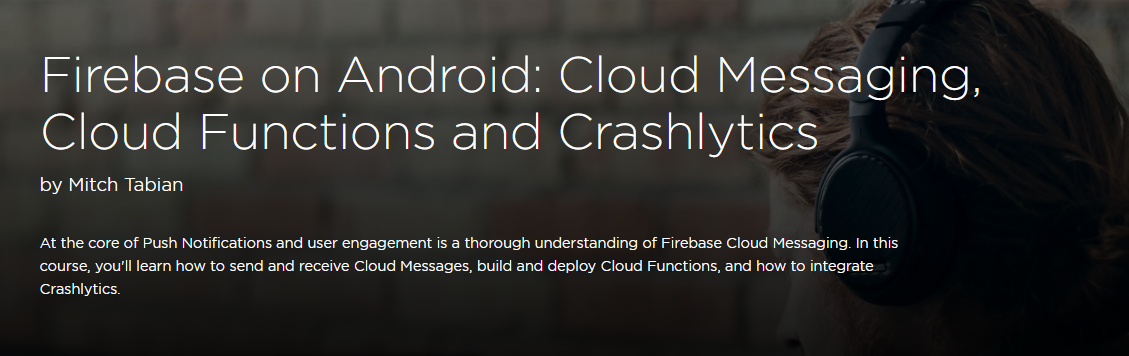 Firebase on Android: Cloud Messaging,
Cloud Functions and Crashlytics
by Mitch Tabian
At the core of Push Notifications and user engagement is a thorough understanding of Firebase Cloud Messaging. In this
course, you'll learn how to send and receive Cloud Messages, build and deploy Cloud Functions, and how to integrate
Crashlytics.